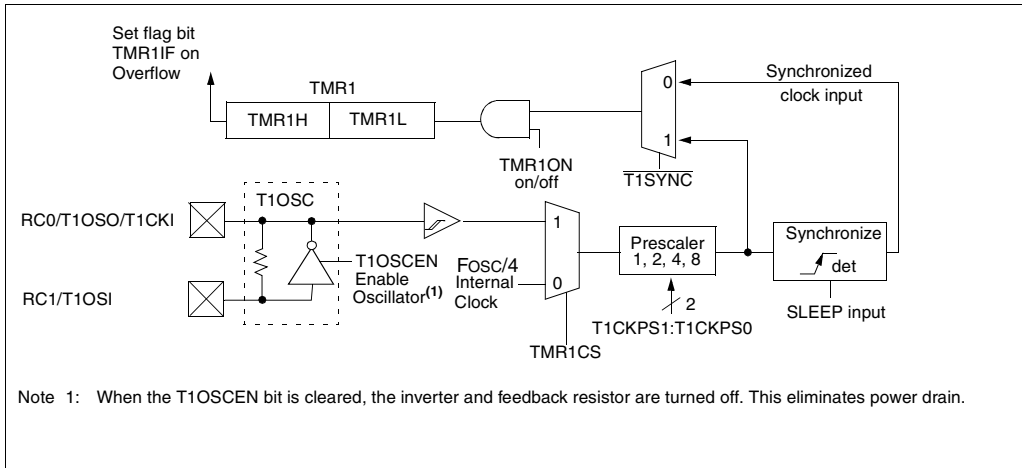 Set flag bit
TMR1IF on
Overflow
TMR1
TMR1H
TMR1L
TMR1ON
on/off
0
1
T1SYNC
Synchronized
clock input
T1OSC
RC0/T1OSO/T1CKI
RC1/T1OSI
T1OSCEN
Enable
Oscillator(1)
FOSC/4
Internal
Clock
1
0
TMR1CS
Prescaler
1, 2, 4, 8
2
T1CKPS1:T1CKPS0
Synchronize
det
SLEEP input
Note 1: When the T1OSCEN bit is cleared, the inverter and feedback resistor are turned off. This eliminates power drain.